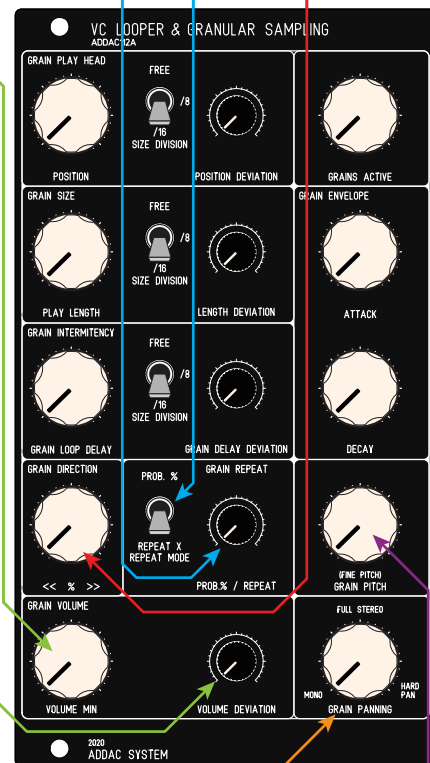 VC LOOPER & GRANULAR SAMPLING
ADDAC112A
GRAIN PLAY HEAD
FREE
/8
/16
SIZE DIVISION
POSITION
POSITION DEVIATION
GRAINS ACTIVE
GRAIN SIZE
FREE
/8
/16
SIZE DIVISION
PLAY LENGTH
LENGTH DEVIATION
GRAIN ENVELOPE
ATTACK
GRAIN INTERMITENCY
FREE
/8
/16
SIZE DIVISION
GRAIN LOOP DELAY
GRAIN DELAY DEVIATION
DECAY
GRAIN DIRECTION
<< % >>
PROB. %
GRAIN REPEAT
REPEAT X
REPEAT MODE
PROB.% / REPEAT
(FINE PITCH)
GRAIN PITCH
GRAIN VOLUME
VOLUME MIN
VOLUME DEVIATION
FULL STEREO
MONO
HARD
PAN
GRAIN PANNING
2020
ADDAC SYSTEM